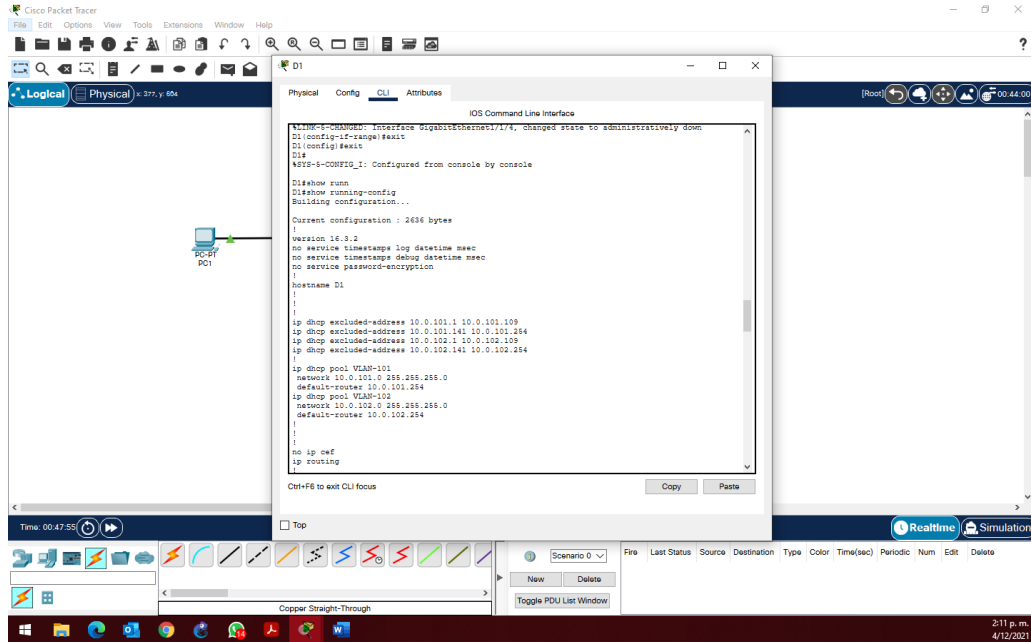 Cisco Packet Tracer
File Edit Options View Tools Extensions Window Help
?
D1
Logical Physical x: 377, y: 604
[Root] 00:44:00
Physical Config CLI Attributes
IOS Command Line Interface
%LINK-5-CHANGED: Interface GigabitEthernet1/1/4, changed state to administratively down
D1(config-if-range)#exit
D1(config)#exit
D1#
%SYS-5-CONFIG_I: Configured from console by console
D1#show runn
D1#show running-config
Building configuration...
Current configuration : 2636 bytes
!
version 16.3.2
no service timestamps log datetime msec
no service timestamps debug datetime msec
no service password-encryption
!
hostname D1
!
!
!
ip dhcp excluded-address 10.0.101.1 10.0.101.109
ip dhcp excluded-address 10.0.101.141 10.0.101.254
ip dhcp excluded-address 10.0.102.1 10.0.102.109
ip dhcp excluded-address 10.0.102.141 10.0.102.254
!
ip dhcp pool VLAN-101
network 10.0.101.0 255.255.255.0
default-router 10.0.101.254
ip dhcp pool VLAN-102
network 10.0.102.0 255.255.255.0
default-router 10.0.102.254
!
!
!
no ip cef
ip routing
!
PC-PT
PC1
Ctrl+F6 to exit CLI focus
Copy Paste
Top
Time: 00:47:55
Realtime Simulation
Scenario 0
New Delete
Toggle PDU List Window
Fire Last Status Source Destination Type Color Time(sec) Periodic Num Edit Delete
Copper Straight-Through
14
2:11 p. m.
4/12/2021